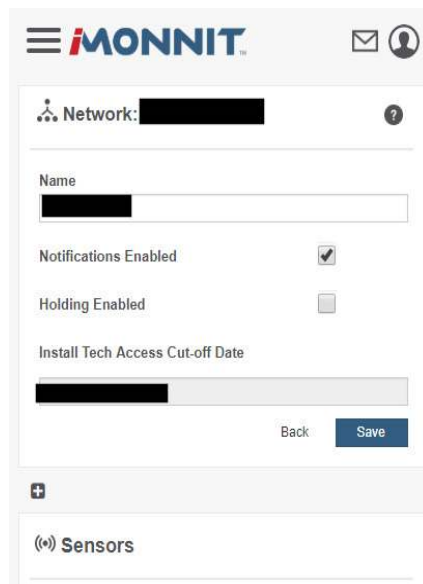 iMONNIT
Network:
Name
Notifications Enabled
Holding Enabled
Install Tech Access Cut-off Date
Back Save
Sensors